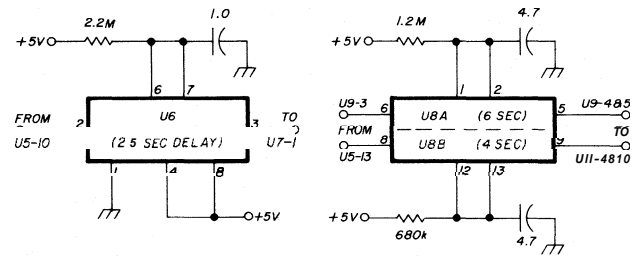 2.2M
1.0
+5V
6
7
FROM
2
U6
3
TO
U5-10
(2.5 SEC DELAY)
U7-1
1
4
8
+5V
1.2M
4.7
+5V
1
2
U9-3
6
U8A (6 SEC)
5
U9-4&5
FROM
TO
U5-13
8
U8B (4 SEC)
9
U11-4&10
12
13
+5V
680k
4.7